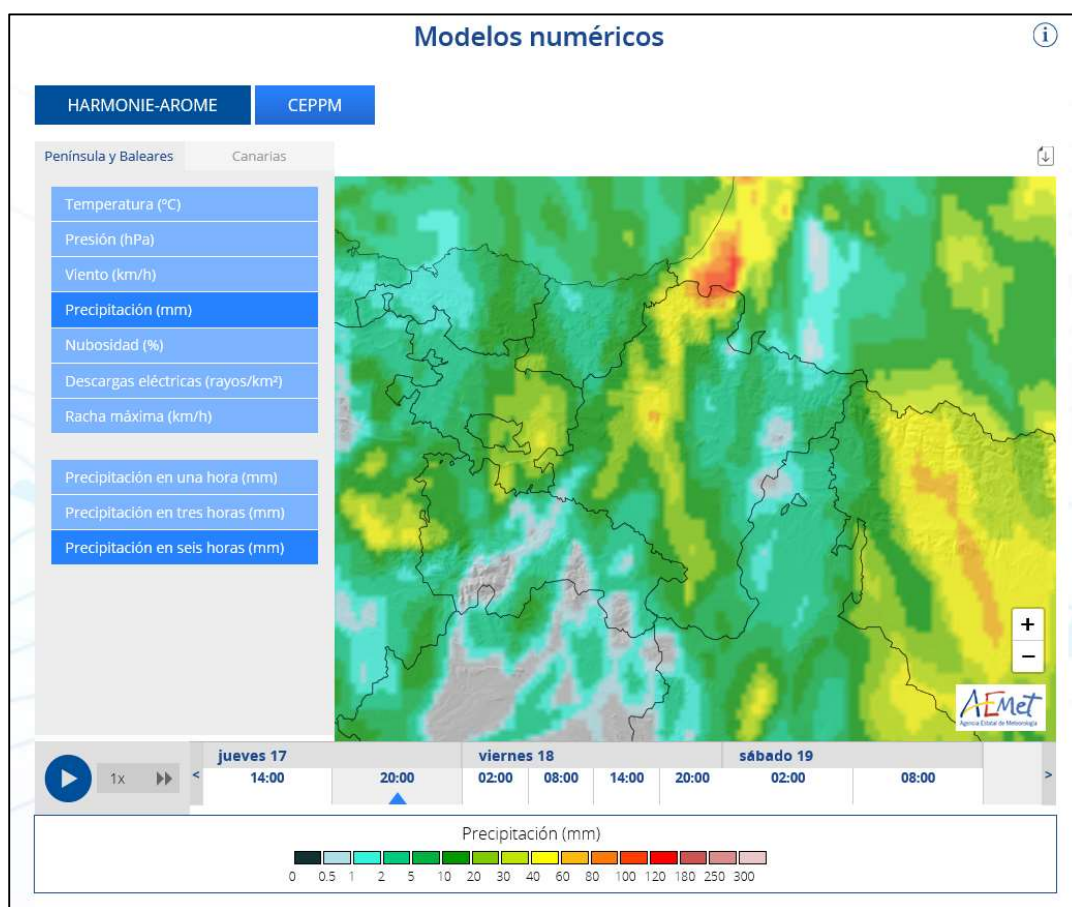 Modelos numéricos
i
HARMONIE-AROME CEPPM
Península y Baleares Canarias
Temperatura (ºC)
Presión (hPa)
Viento (km/h)
Precipitación (mm)
Nubosidad (%)
Descargas eléctricas (rayos/km²)
Racha máxima (km/h)
Precipitación en una hora (mm)
Precipitación en tres horas (mm)
Precipitación en seis horas (mm)
+
−
AEMet
Agencia Estatal de Meteorología
jueves 17 viernes 18 sábado 19
1x < 14:00 20:00 02:00 08:00 14:00 20:00 02:00 08:00 >
Precipitación (mm)
0 0.5 1 2 5 10 20 30 40 60 80 100 120 180 250 300